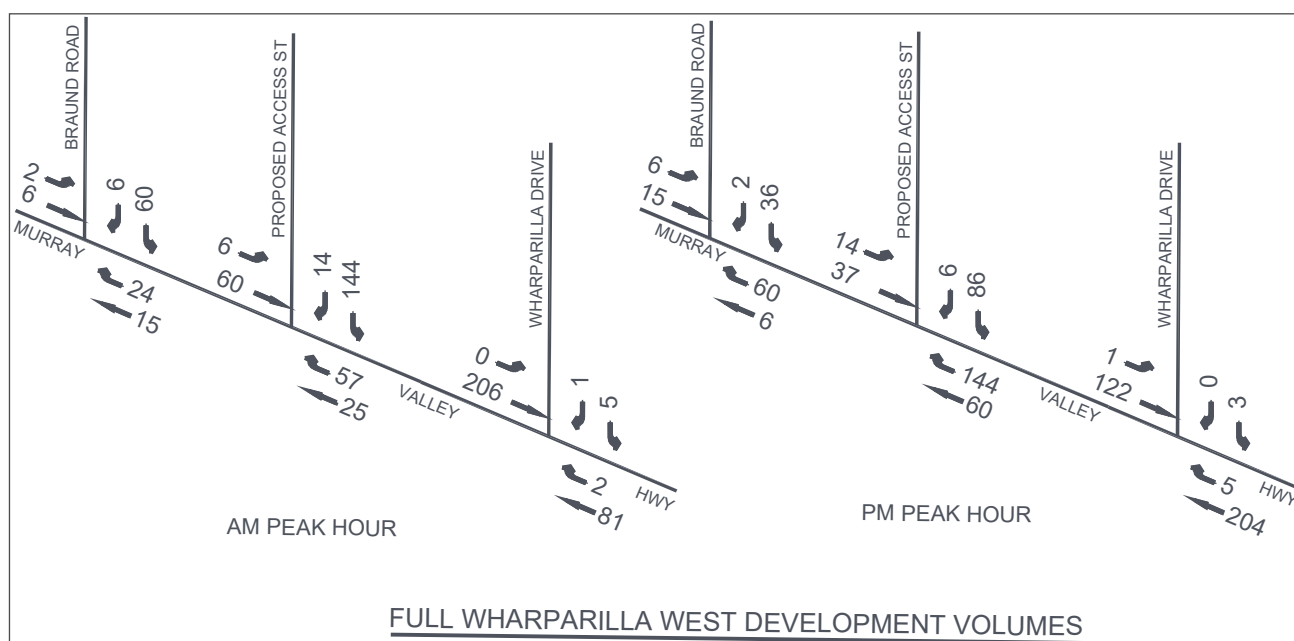 BRAUND ROAD
2
6
6
60
MURRAY
24
15
PROPOSED ACCESS ST
6
60
14
144
57
25
VALLEY
WHARPARILLA DRIVE
0
206
1
5
2
81
HWY
AM PEAK HOUR
BRAUND ROAD
6
15
2
36
MURRAY
60
6
PROPOSED ACCESS ST
14
37
6
86
144
60
VALLEY
WHARPARILLA DRIVE
1
122
0
3
5
204
HWY
PM PEAK HOUR
FULL WHARPARILLA WEST DEVELOPMENT VOLUMES